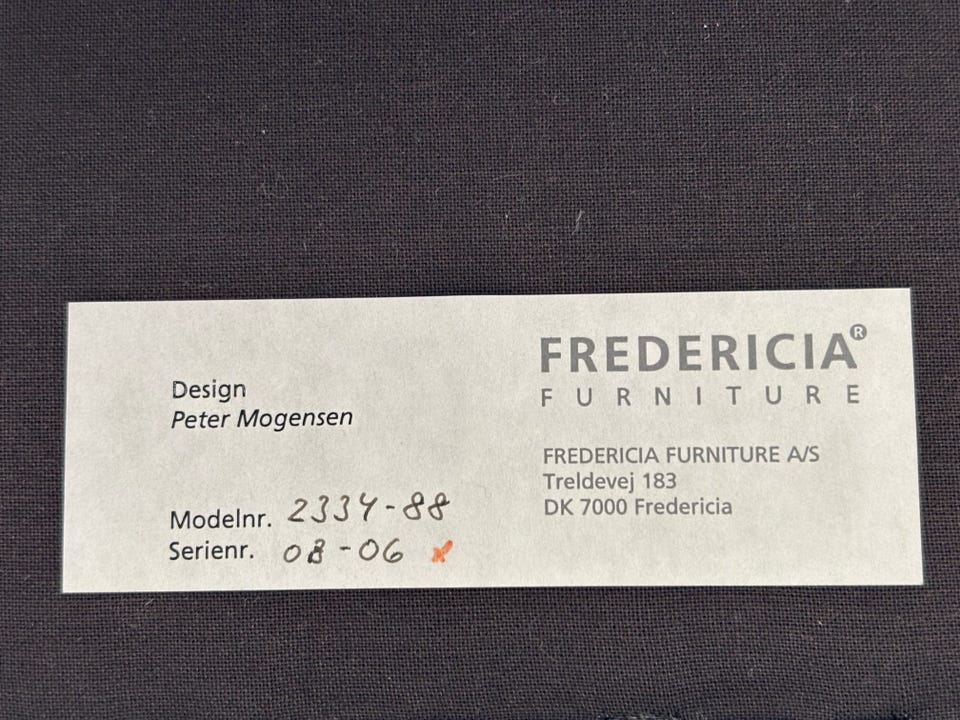 Design
Peter Mogensen
Modelnr. 2334-88
Serienr. 08-06
FREDERICIA®
FURNITURE
FREDERICIA FURNITURE A/S
Treldevej 183
DK 7000 Fredericia